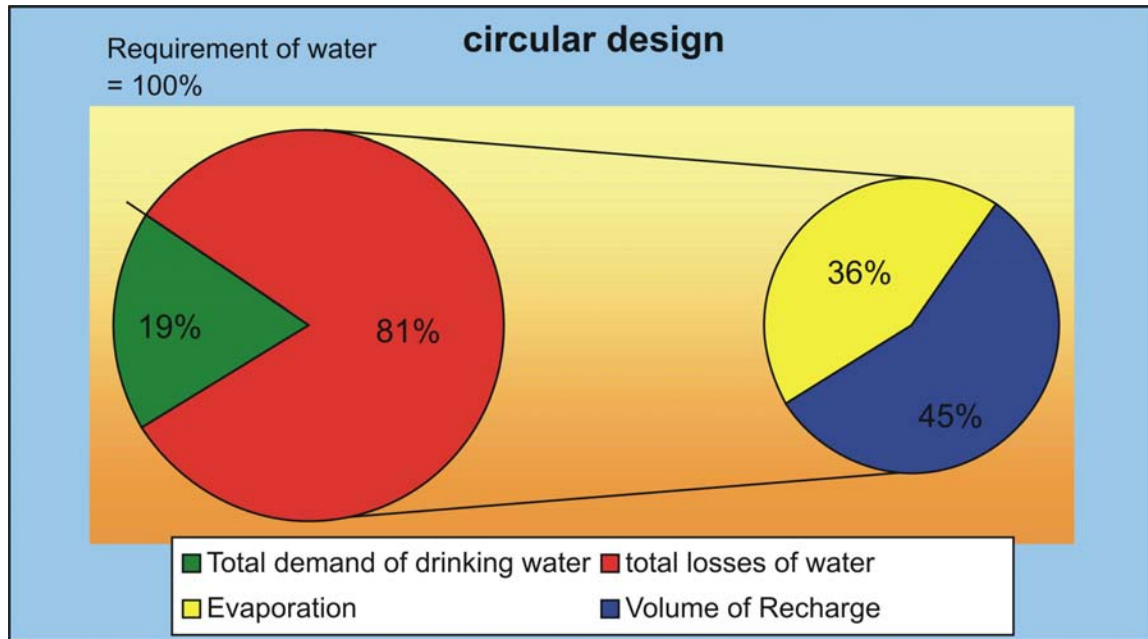 circular design
Requirement of water
= 100%
19%
81%
36%
45%
Total demand of drinking water
total losses of water
Evaporation
Volume of Recharge